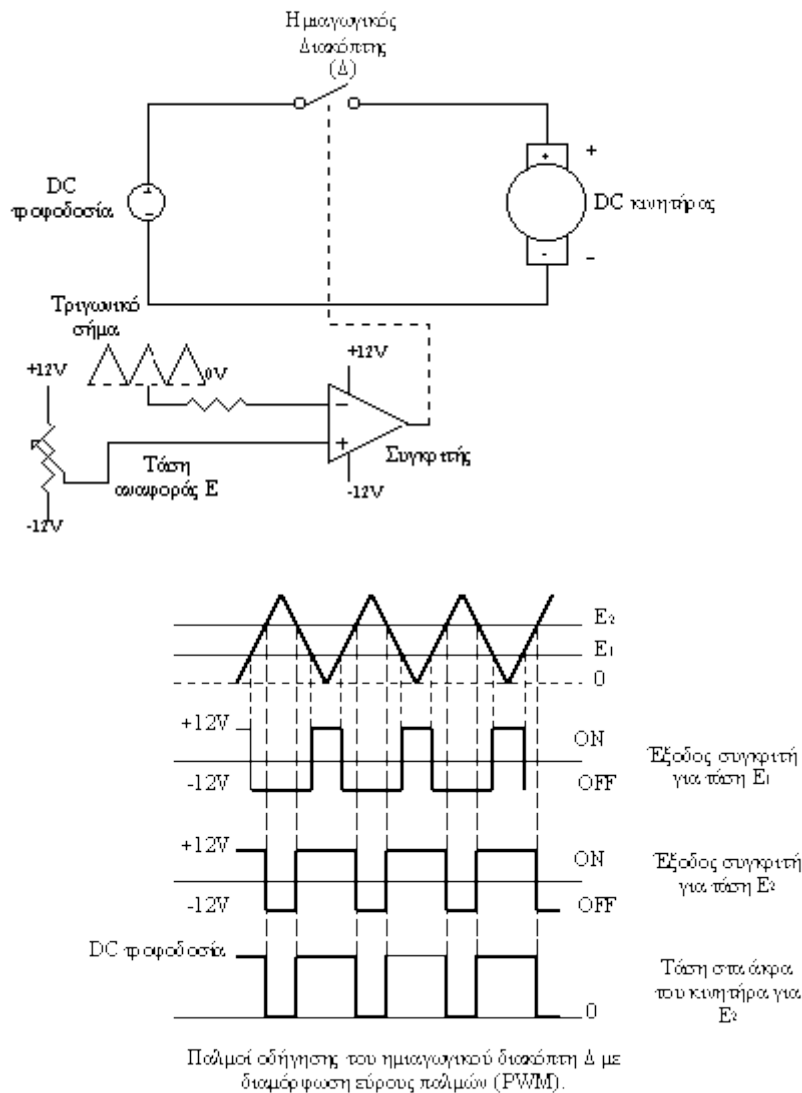 Ημιαγωγικός
Διακόπτης
(Δ)
DC
τροφοδοσία
+
-
+
-
+
-
DC κινητήρας
Τριγωνικό
σήμα
+12V
0V
+12V
-
+
Συγκριτής
Τάση
αναφοράς Ε
-12V
-12V
E2
E1
0
+12V
ON
-12V
OFF
Έξοδος συγκριτή
για τάση E1
+12V
ON
-12V
OFF
Έξοδος συγκριτή
για τάση E2
DC τροφοδοσία
0
Τάση στα άκρα
του κινητήρα για
E2
Παλμοί οδήγησης του ημιαγωγικού διακόπτη Δ με
διαμόρφωση εύρους παλμών (PWM).